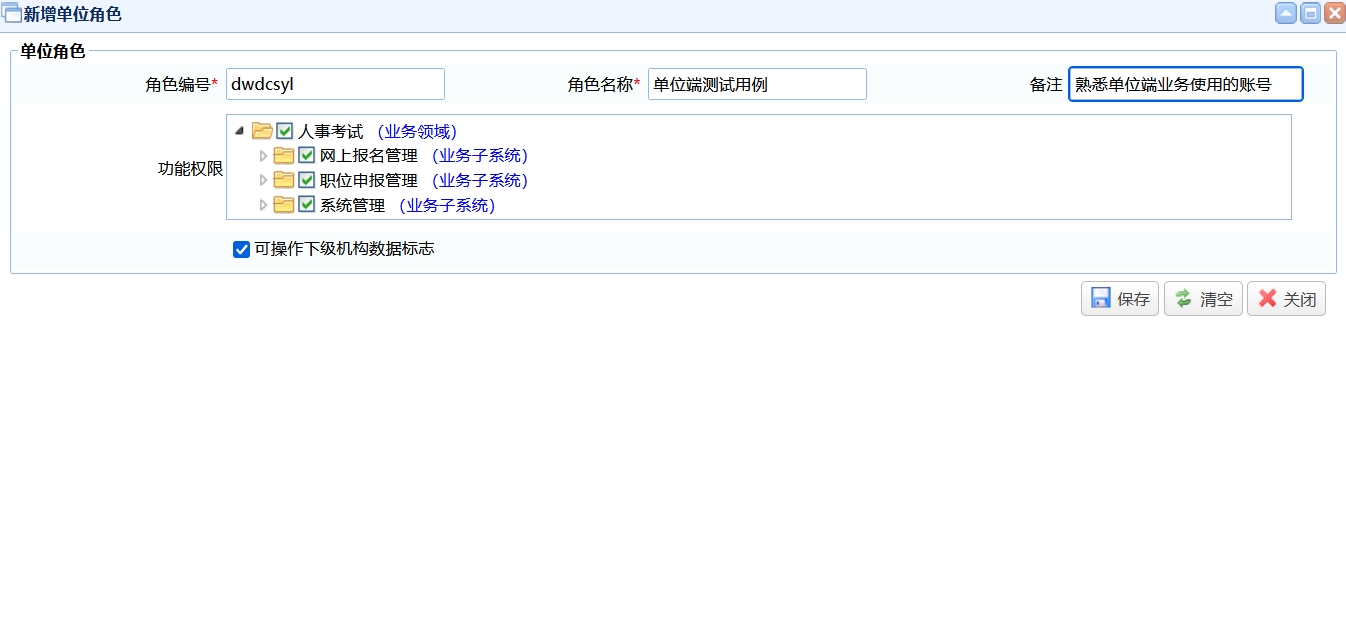 新增单位角色
单位角色
角色编号* dwdcsyl 角色名称* 单位端测试用例 备注 熟悉单位端业务使用的账号
功能权限
人事考试 (业务领域)
网上报名管理 (业务子系统)
职位申报管理 (业务子系统)
系统管理 (业务子系统)
可操作下级机构数据标志
保存 清空 关闭